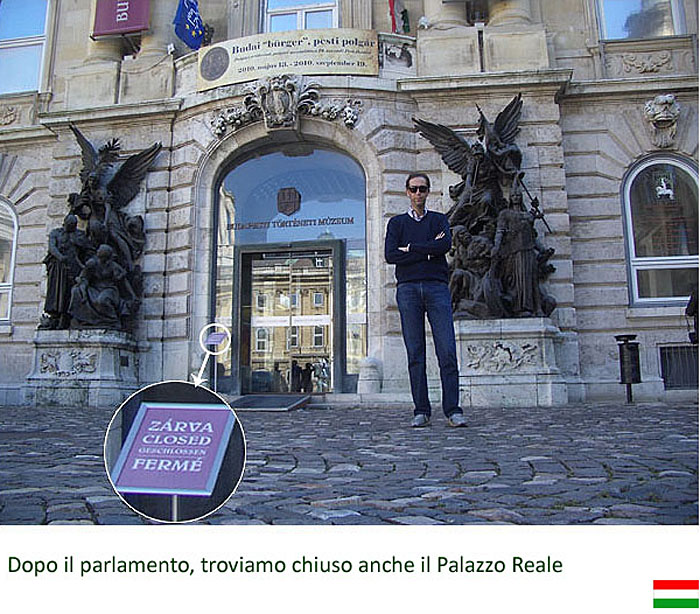 Bu
Budai "bürger", pesti polgár
2010. május 13. - 2010. szeptember 19.
BUDAPESTI TÖRTÉNETI MÚZEUM
ZÁRVA
CLOSED
GESCHLOSSEN
FERMÉ
Dopo il parlamento, troviamo chiuso anche il Palazzo Reale